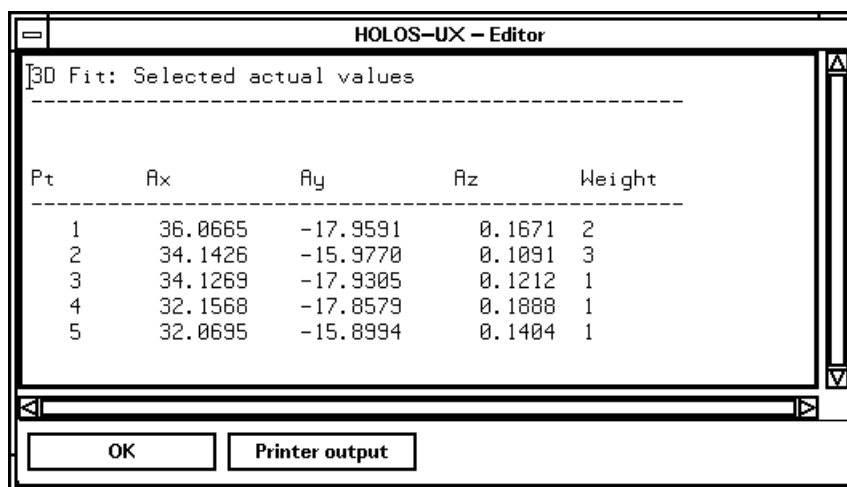 HOLOS-UX – Editor
3D Fit: Selected actual values
---------------------------------------------------
Pt Ax Ay Az Weight
---------------------------------------------------
1 36.0665 -17.9591 0.1671 2
2 34.1426 -15.9770 0.1091 3
3 34.1269 -17.9305 0.1212 1
4 32.1568 -17.8579 0.1888 1
5 32.0695 -15.8994 0.1404 1
OK Printer output